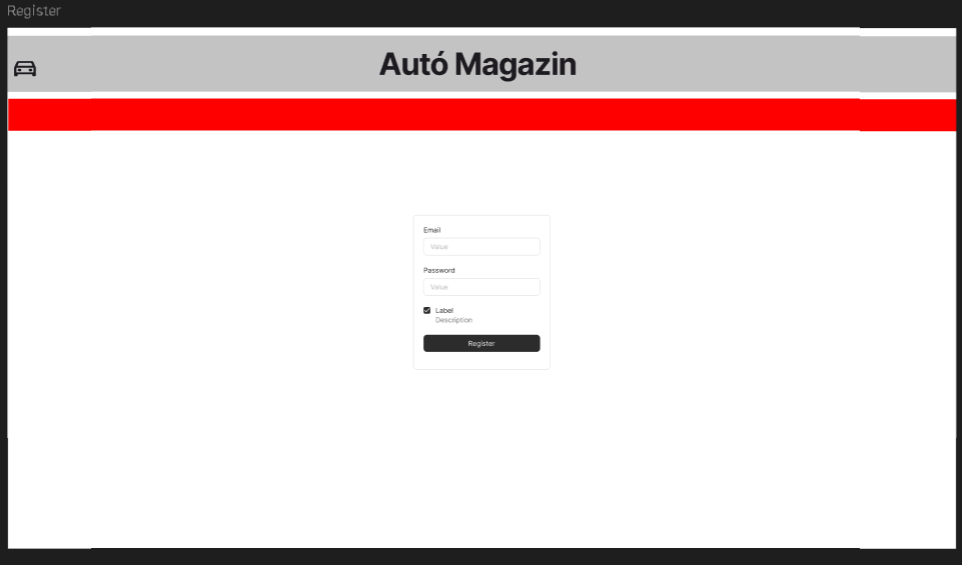 Register
Autó Magazin
Email
Value
Password
Value
Label
Description
Register